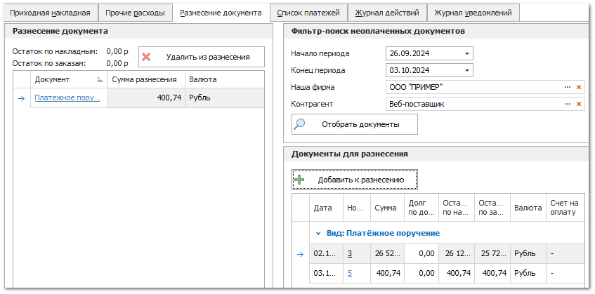 Приходная накладная Прочие расходы Разнесение документа Список платежей Журнал действий Журнал уведомлений
Разнесение документа
Остаток по накладным: 0,00 р
Остаток по заказам: 0,00 р
Удалить из разнесения
Документ Сумма разнесения Валюта
Платежное пору... 400,74 Рубль
Фильтр-поиск неоплаченных документов
Начало периода 26.09.2024
Конец периода 03.10.2024
Наша фирма ООО "ПРИМЕР"
Контрагент Веб-поставщик
Отобрать документы
Документы для разнесения
Добавить к разнесению
Дата Но... Сумма Долг по до... Оста... по на... Оста... по за... Валюта Счет на оплату
Вид: Платёжное поручение
02.1... 3 26 52... 0,00 26 12... 25 72... Рубль -
03.1... 5 400,74 0,00 400,74 400,74 Рубль -